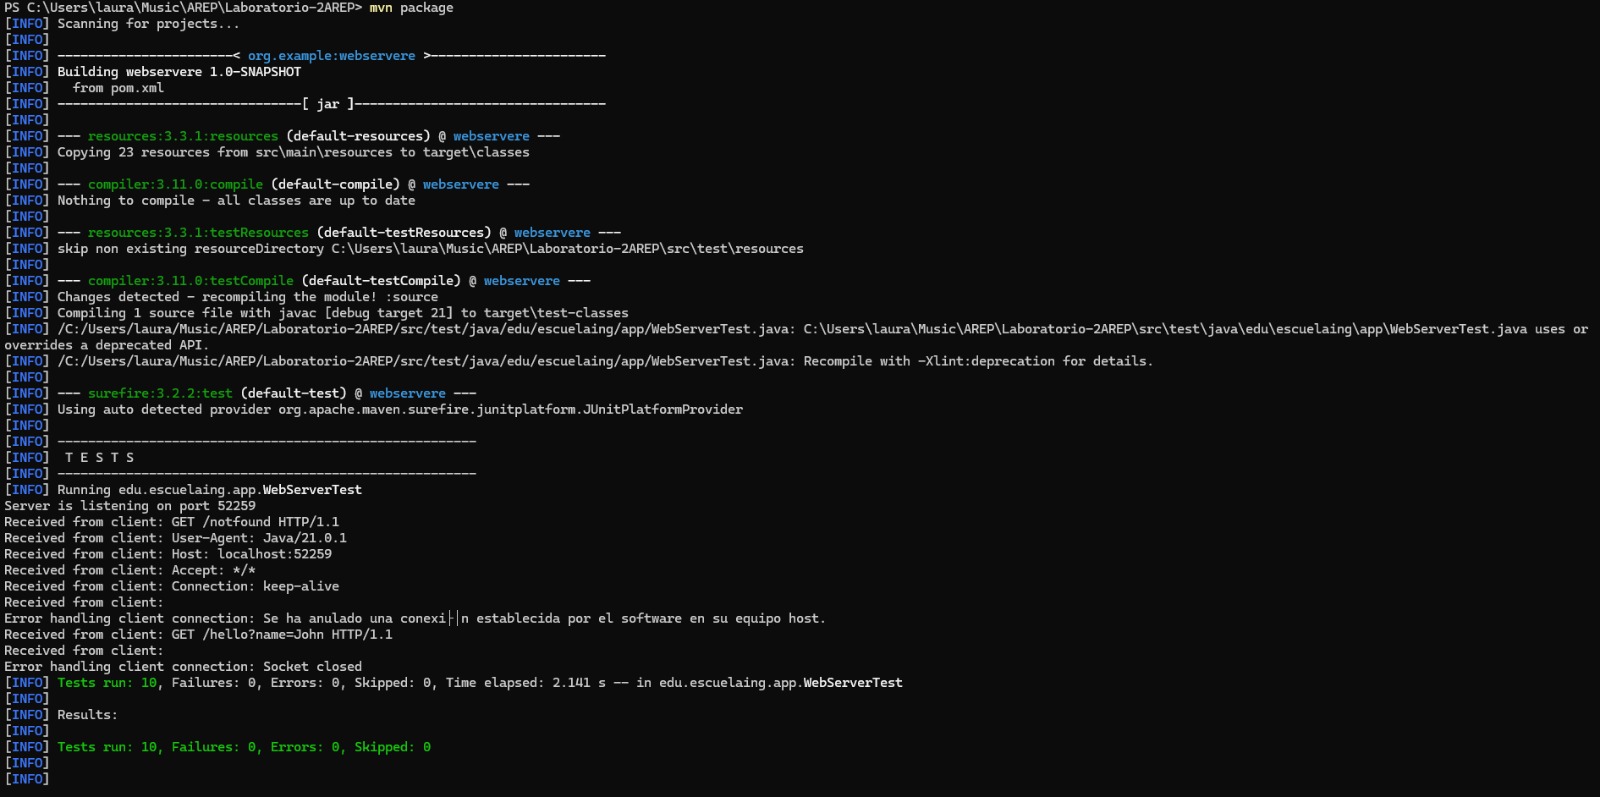 PS C:\Users\laura\Music\AREP\Laboratorio-2AREP> mvn package
[INFO] Scanning for projects...
[INFO]
[INFO] -----------------------< org.example:webservere >-----------------------
[INFO] Building webservere 1.0-SNAPSHOT
[INFO]   from pom.xml
[INFO] --------------------------------[ jar ]---------------------------------
[INFO]
[INFO] --- resources:3.3.1:resources (default-resources) @ webservere ---
[INFO] Copying 23 resources from src\main\resources to target\classes
[INFO]
[INFO] --- compiler:3.11.0:compile (default-compile) @ webservere ---
[INFO] Nothing to compile - all classes are up to date
[INFO]
[INFO] --- resources:3.3.1:testResources (default-testResources) @ webservere ---
[INFO] skip non existing resourceDirectory C:\Users\laura\Music\AREP\Laboratorio-2AREP\src\test\resources
[INFO]
[INFO] --- compiler:3.11.0:testCompile (default-testCompile) @ webservere ---
[INFO] Changes detected - recompiling the module! :source
[INFO] Compiling 1 source file with javac [debug target 21] to target\test-classes
[INFO] /C:/Users/laura/Music/AREP/Laboratorio-2AREP/src/test/java/edu/escuelaing/app/WebServerTest.java: C:\Users\laura\Music\AREP\Laboratorio-2AREP\src\test\java\edu\escuelaing\app\WebServerTest.java uses or
overrides a deprecated API.
[INFO] /C:/Users/laura/Music/AREP/Laboratorio-2AREP/src/test/java/edu/escuelaing/app/WebServerTest.java: Recompile with -Xlint:deprecation for details.
[INFO]
[INFO] --- surefire:3.2.2:test (default-test) @ webservere ---
[INFO] Using auto detected provider org.apache.maven.surefire.junitplatform.JUnitPlatformProvider
[INFO]
[INFO] -------------------------------------------------------
[INFO]  T E S T S
[INFO] -------------------------------------------------------
[INFO] Running edu.escuelaing.app.WebServerTest
Server is listening on port 52259
Received from client: GET /notfound HTTP/1.1
Received from client: User-Agent: Java/21.0.1
Received from client: Host: localhost:52259
Received from client: Accept: */*
Received from client: Connection: keep-alive
Received from client:
Error handling client connection: Se ha anulado una conexi├│n establecida por el software en su equipo host.
Received from client: GET /hello?name=John HTTP/1.1
Received from client:
Error handling client connection: Socket closed
[INFO] Tests run: 10, Failures: 0, Errors: 0, Skipped: 0, Time elapsed: 2.141 s -- in edu.escuelaing.app.WebServerTest
[INFO]
[INFO] Results:
[INFO]
[INFO] Tests run: 10, Failures: 0, Errors: 0, Skipped: 0
[INFO]
[INFO]